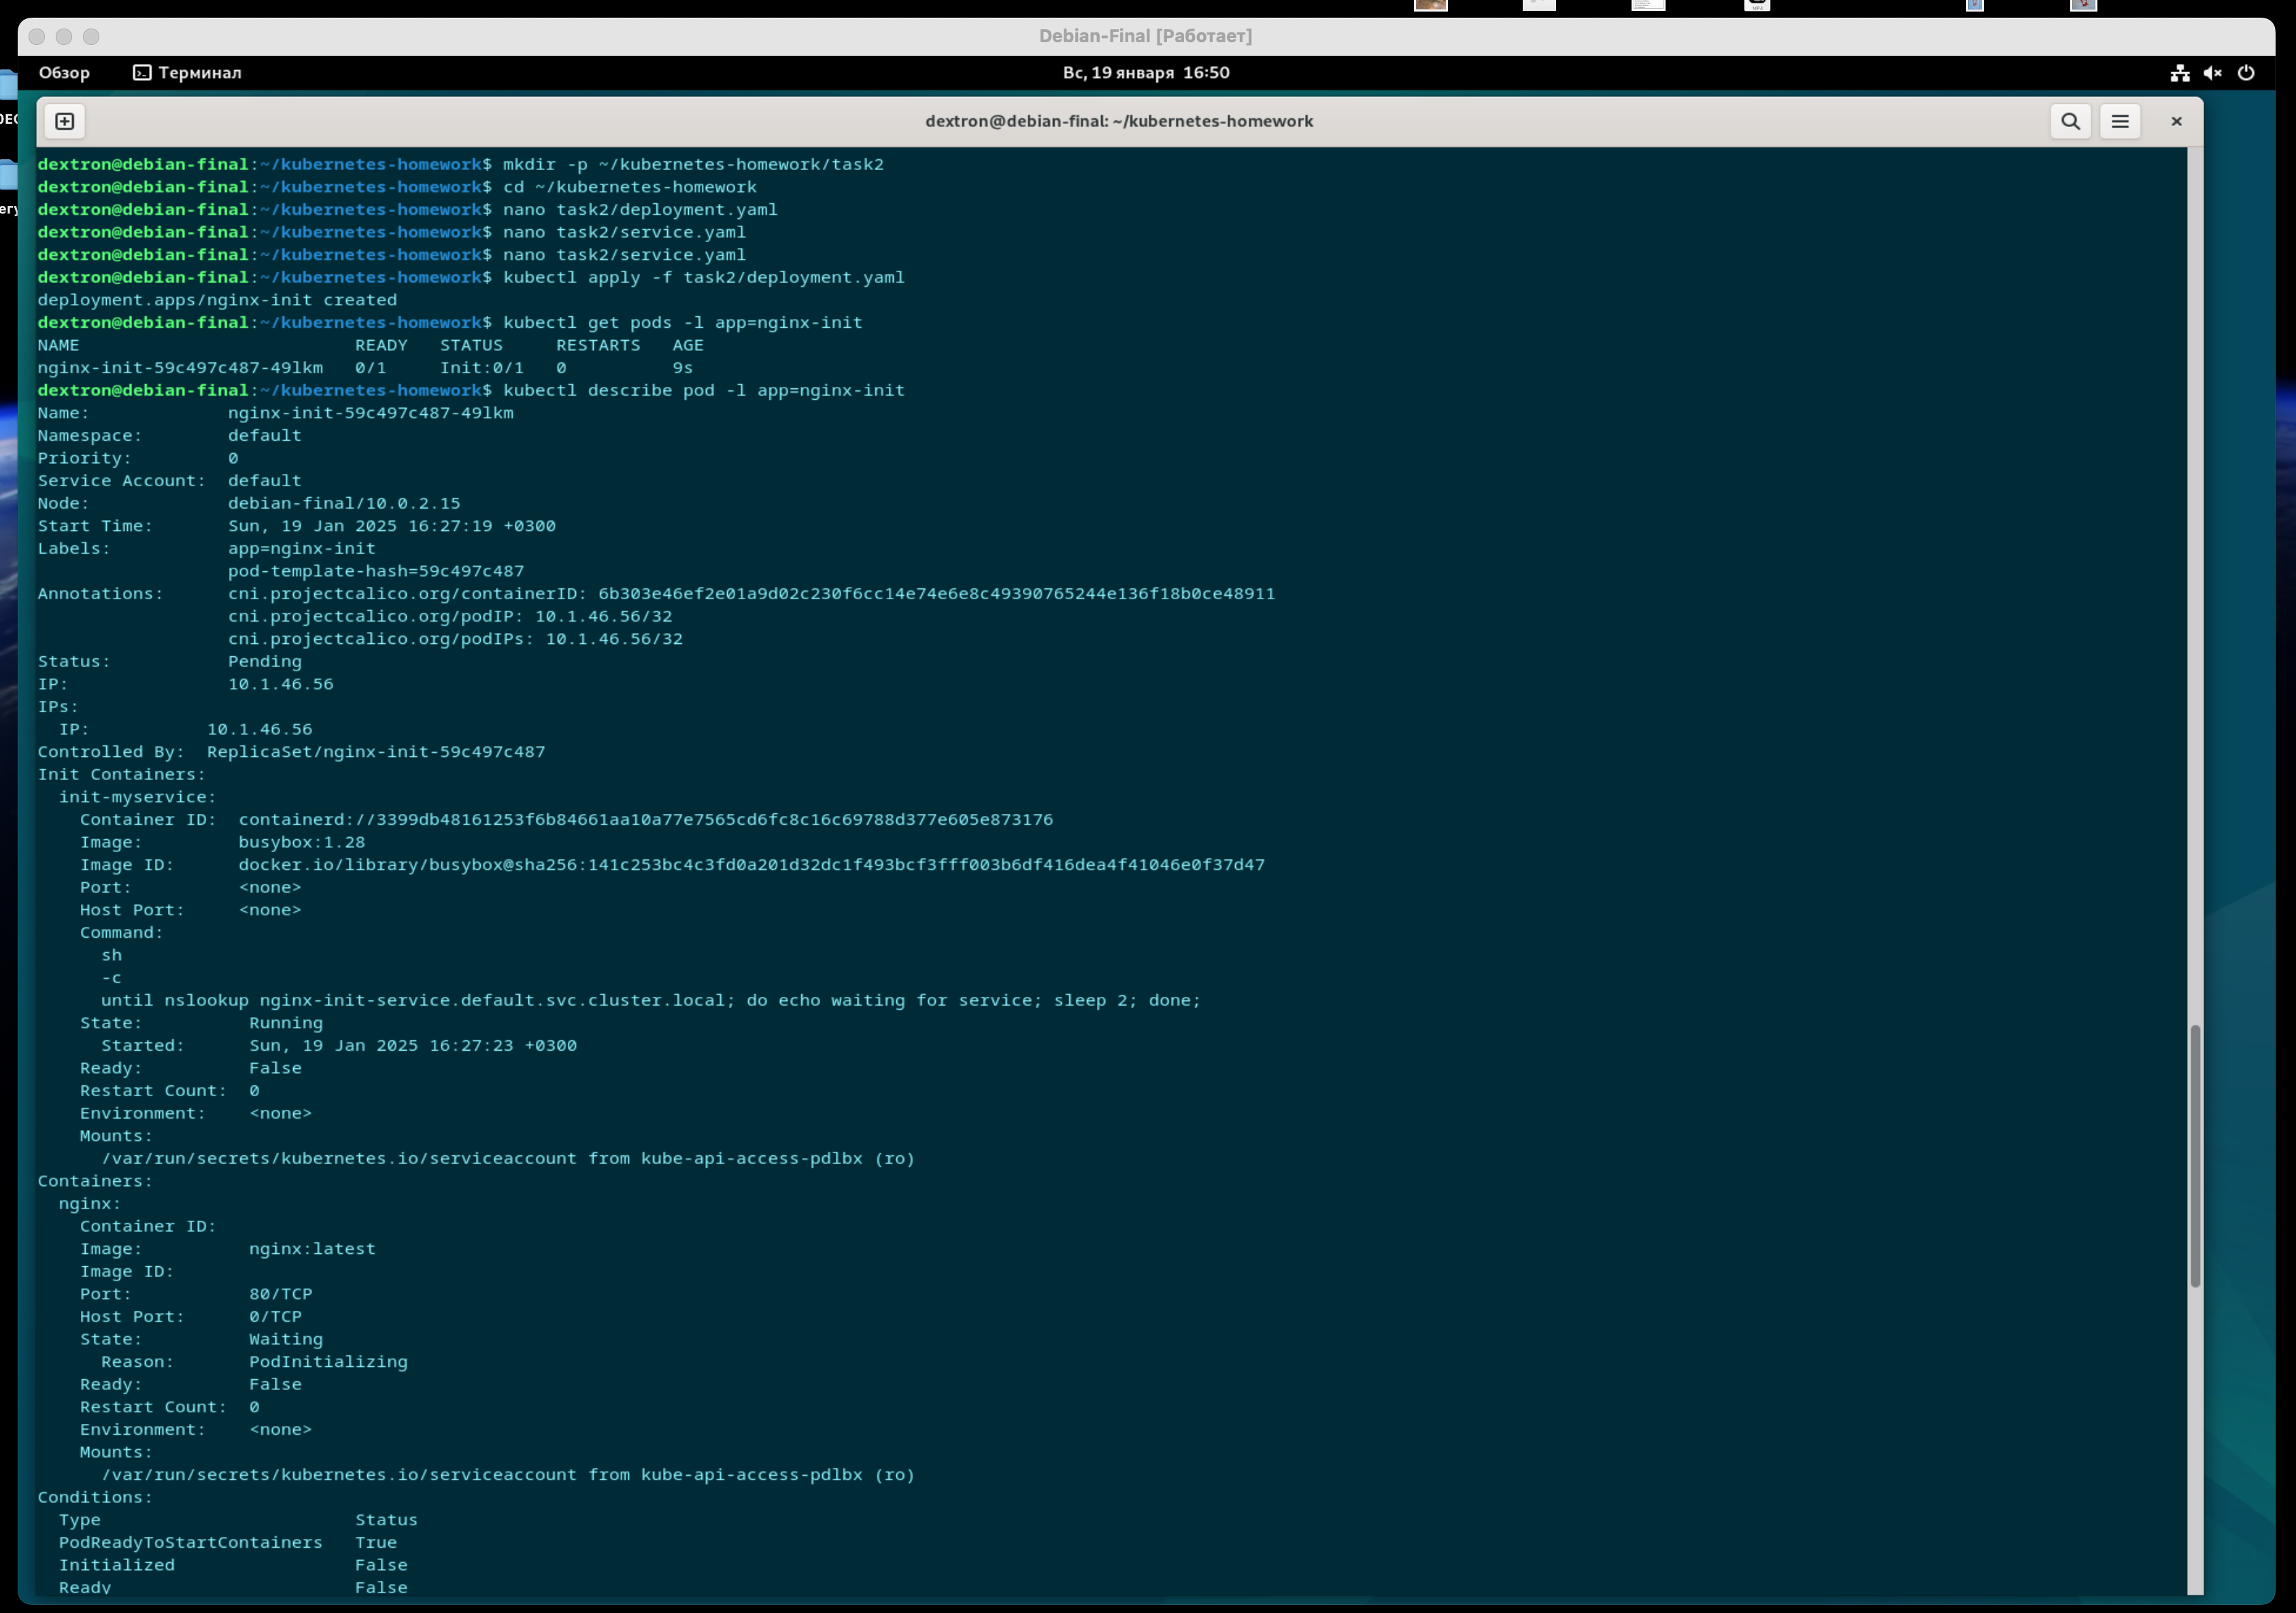 Debian-Final [Работает]
Обзор Терминал Вс, 19 января 16:50
dextron@debian-final: ~/kubernetes-homework
dextron@debian-final:~/kubernetes-homework$ mkdir -p ~/kubernetes-homework/task2
dextron@debian-final:~/kubernetes-homework$ cd ~/kubernetes-homework
dextron@debian-final:~/kubernetes-homework$ nano task2/deployment.yaml
dextron@debian-final:~/kubernetes-homework$ nano task2/service.yaml
dextron@debian-final:~/kubernetes-homework$ nano task2/service.yaml
dextron@debian-final:~/kubernetes-homework$ kubectl apply -f task2/deployment.yaml
deployment.apps/nginx-init created
dextron@debian-final:~/kubernetes-homework$ kubectl get pods -l app=nginx-init
NAME READY STATUS RESTARTS AGE
nginx-init-59c497c487-49lkm 0/1 Init:0/1 0 9s
dextron@debian-final:~/kubernetes-homework$ kubectl describe pod -l app=nginx-init
Name: nginx-init-59c497c487-49lkm
Namespace: default
Priority: 0
Service Account: default
Node: debian-final/10.0.2.15
Start Time: Sun, 19 Jan 2025 16:27:19 +0300
Labels: app=nginx-init
pod-template-hash=59c497c487
Annotations: cni.projectcalico.org/containerID: 6b303e46ef2e01a9d02c230f6cc14e74e6e8c49390765244e136f18b0ce48911
cni.projectcalico.org/podIP: 10.1.46.56/32
cni.projectcalico.org/podIPs: 10.1.46.56/32
Status: Pending
IP: 10.1.46.56
IPs:
IP: 10.1.46.56
Controlled By: ReplicaSet/nginx-init-59c497c487
Init Containers:
init-myservice:
Container ID: containerd://3399db48161253f6b84661aa10a77e7565cd6fc8c16c69788d377e605e873176
Image: busybox:1.28
Image ID: docker.io/library/busybox@sha256:141c253bc4c3fd0a201d32dc1f493bcf3fff003b6df416dea4f41046e0f37d47
Port: <none>
Host Port: <none>
Command:
sh
-c
until nslookup nginx-init-service.default.svc.cluster.local; do echo waiting for service; sleep 2; done;
State: Running
Started: Sun, 19 Jan 2025 16:27:23 +0300
Ready: False
Restart Count: 0
Environment: <none>
Mounts:
/var/run/secrets/kubernetes.io/serviceaccount from kube-api-access-pdlbx (ro)
Containers:
nginx:
Container ID:
Image: nginx:latest
Image ID:
Port: 80/TCP
Host Port: 0/TCP
State: Waiting
Reason: PodInitializing
Ready: False
Restart Count: 0
Environment: <none>
Mounts:
/var/run/secrets/kubernetes.io/serviceaccount from kube-api-access-pdlbx (ro)
Conditions:
Type Status
PodReadyToStartContainers True
Initialized False
Ready False